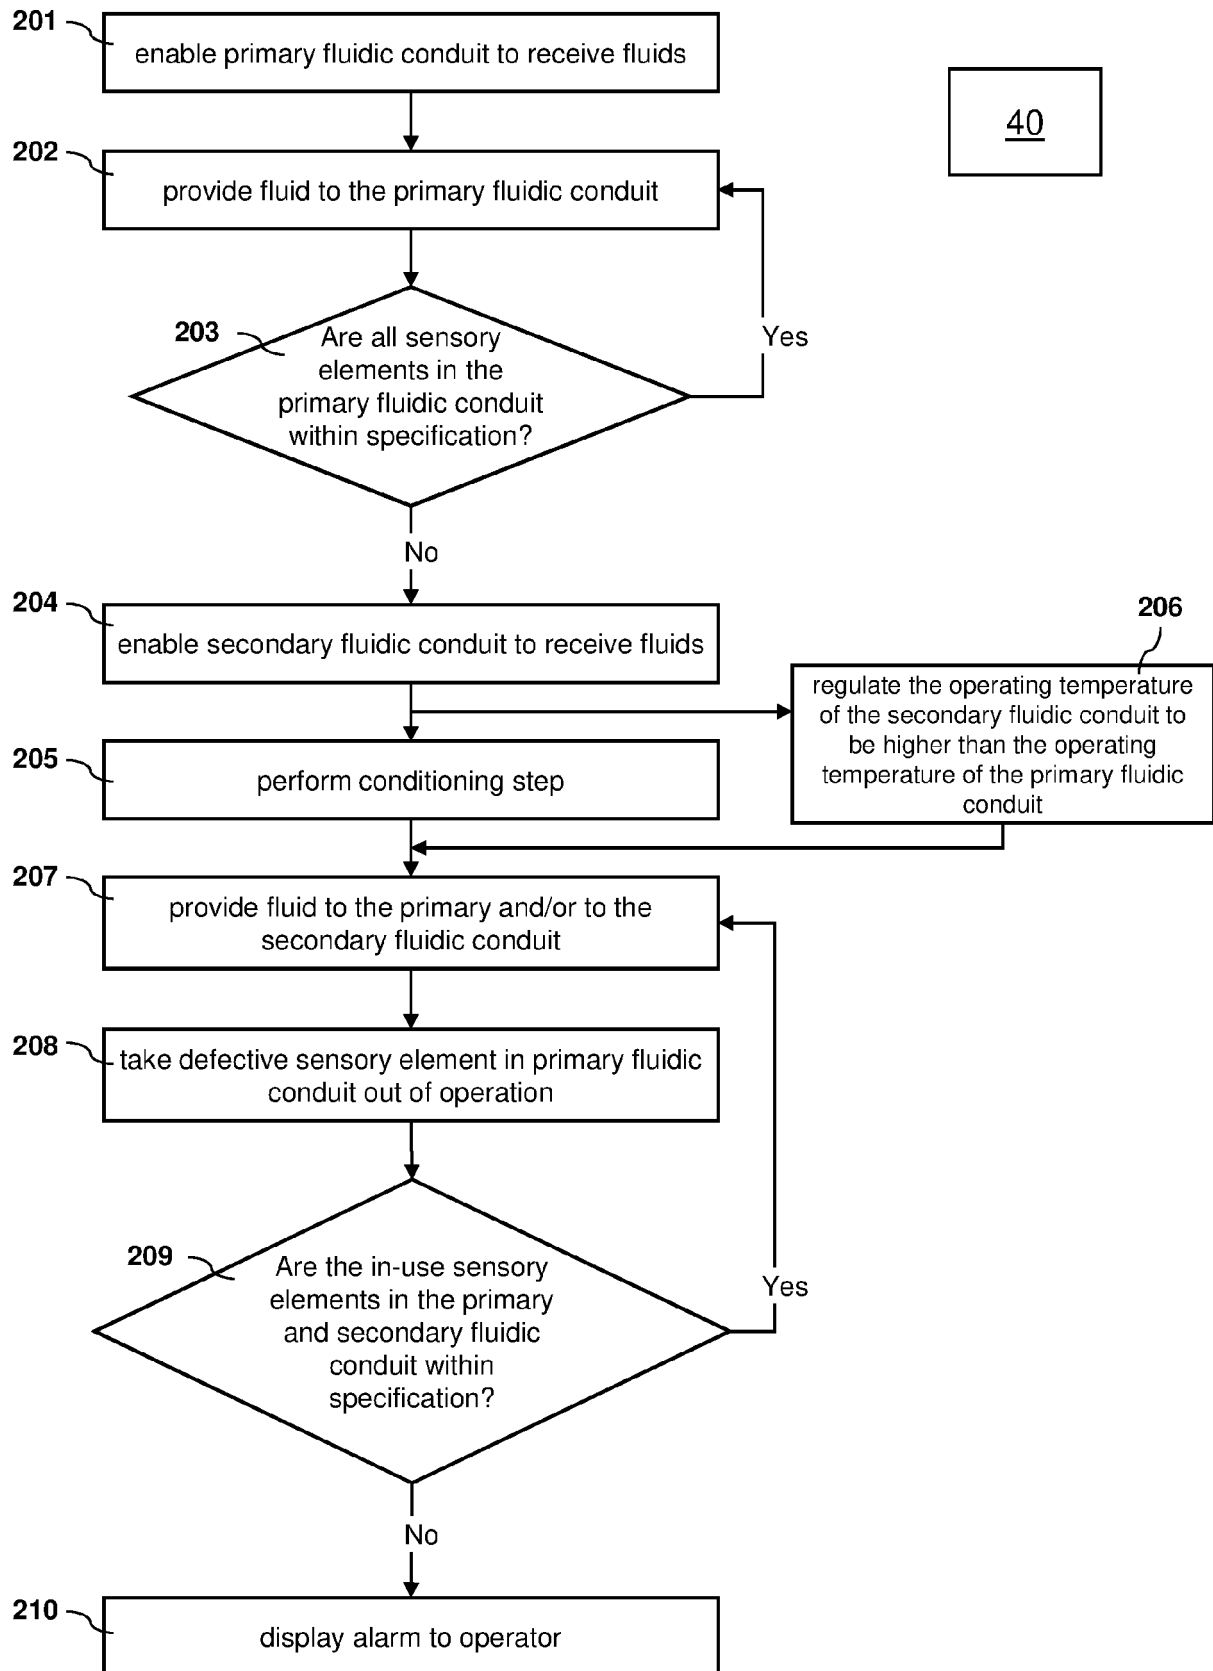 201
enable primary fluidic conduit to receive fluids
40
202
provide fluid to the primary fluidic conduit
203
Are all sensory
elements in the
primary fluidic conduit
within specification?
Yes
No
204
enable secondary fluidic conduit to receive fluids
206
regulate the operating temperature
of the secondary fluidic conduit to
be higher than the operating
temperature of the primary fluidic
conduit
205
perform conditioning step
207
provide fluid to the primary and/or to the
secondary fluidic conduit
208
take defective sensory element in primary fluidic
conduit out of operation
209
Are the in-use sensory
elements in the primary
and secondary fluidic
conduit within
specification?
Yes
No
210
display alarm to operator